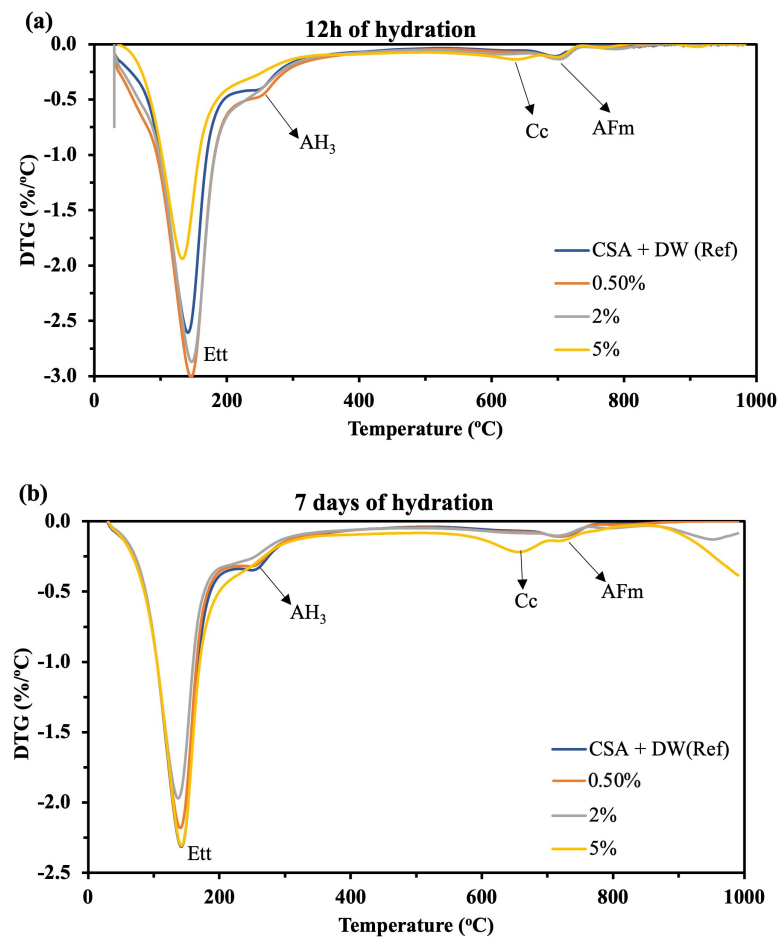 (a)
12h of hydration
0.0
-0.5
-1.0
-1.5
-2.0
-2.5
-3.0
DTG (%/ºC)
AH₃
Cc
AFm
Ett
CSA + DW (Ref)
0.50%
2%
5%
0 200 400 600 800 1000
Temperature (ºC)
(b)
7 days of hydration
0.0
-0.5
-1.0
-1.5
-2.0
-2.5
DTG (%/ºC)
AH₃
Cc
AFm
Ett
CSA + DW(Ref)
0.50%
2%
5%
0 200 400 600 800 1000
Temperature (ºC)